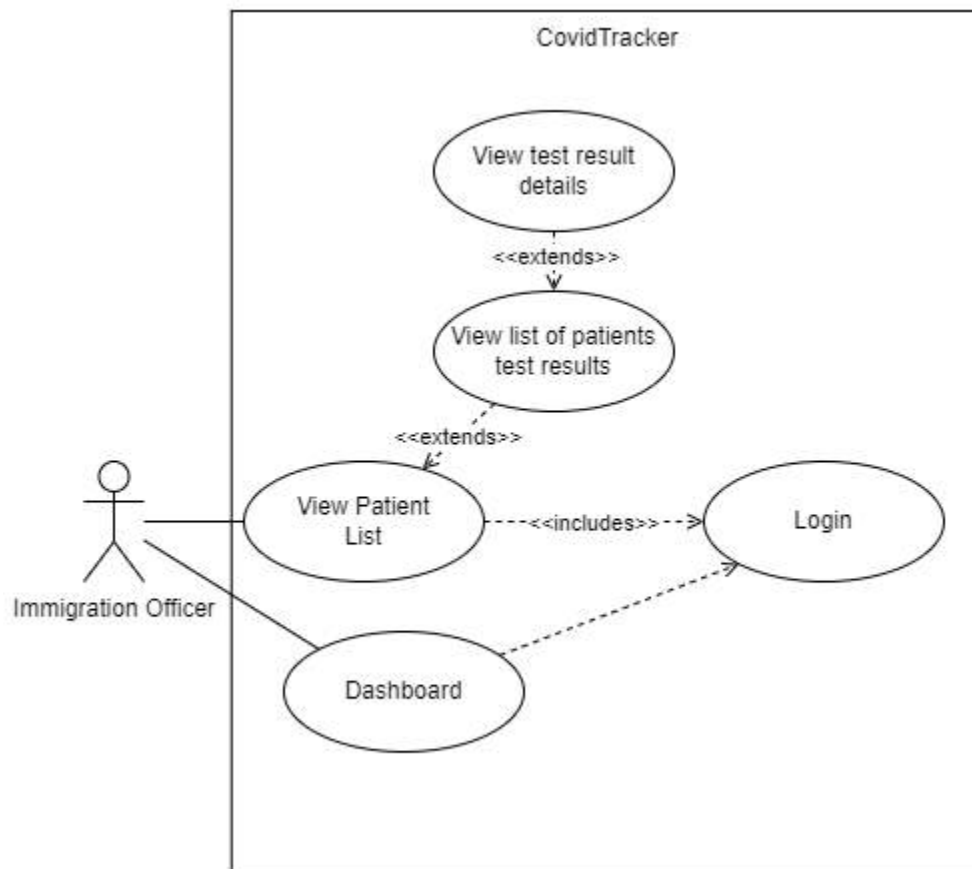 CovidTracker
View test result
details
<<extends>>
View list of patients
test results
<<extends>>
View Patient
List
<<includes>>
Login
Immigration Officer
Dashboard